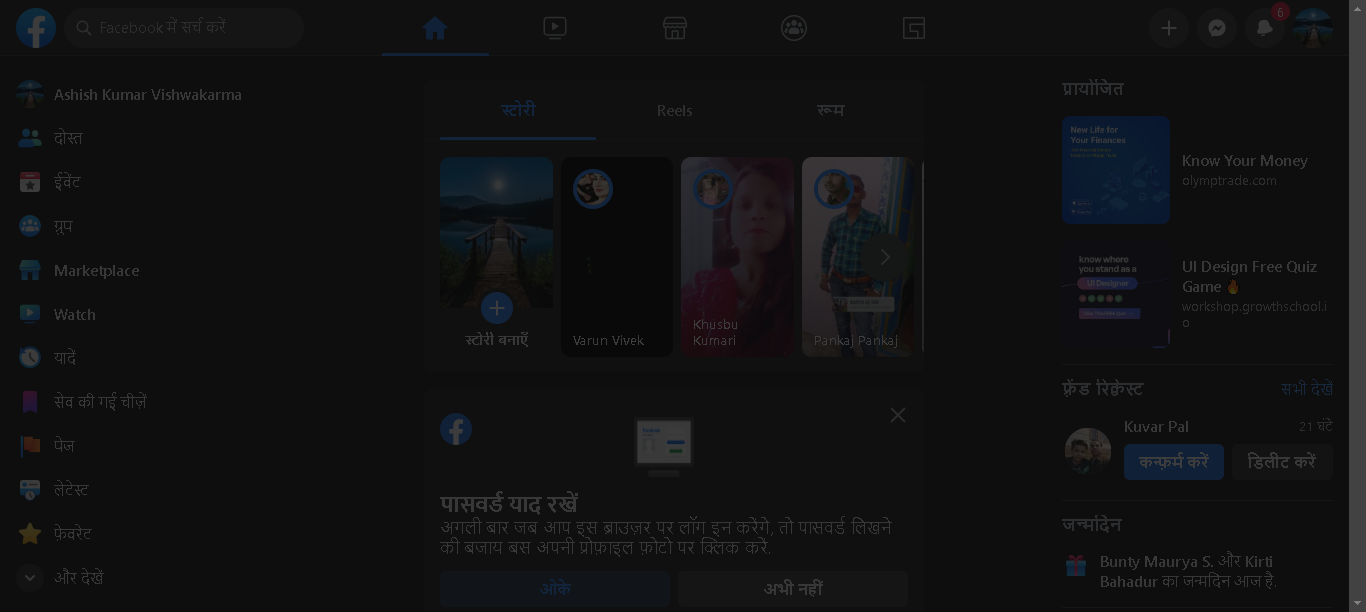 Facebook में सर्च करें
6
Ashish Kumar Vishwakarma
दोस्त
ईवेंट
ग्रुप
Marketplace
Watch
यादें
सेव की गई चीज़ें
पेज
लेटेस्ट
फ़ेवरेट
और देखें
स्टोरी
Reels
रूम
स्टोरी बनाएँ
Varun Vivek
Khusbu
Kumari
Pankaj Pankaj
पासवर्ड याद रखें
अगली बार जब आप इस ब्राउज़र पर लॉग इन करेंगे, तो पासवर्ड लिखने
की बजाय बस अपनी प्रोफ़ाइल फ़ोटो पर क्लिक करें.
ओके
अभी नहीं
प्रायोजित
New Life for
Your Finances
Know Your Money
olymptrade.com
know where
you stand as a
UI Designer
UI Design Free Quiz
Game 🔥
workshop.growthschool.i
o
फ़्रेंड रिक्वेस्ट
सभी देखें
Kuvar Pal
21 घंटे
कन्फ़र्म करें
डिलीट करें
जन्मदिन
Bunty Maurya S. और Kirti
Bahadur का जन्मदिन आज है.